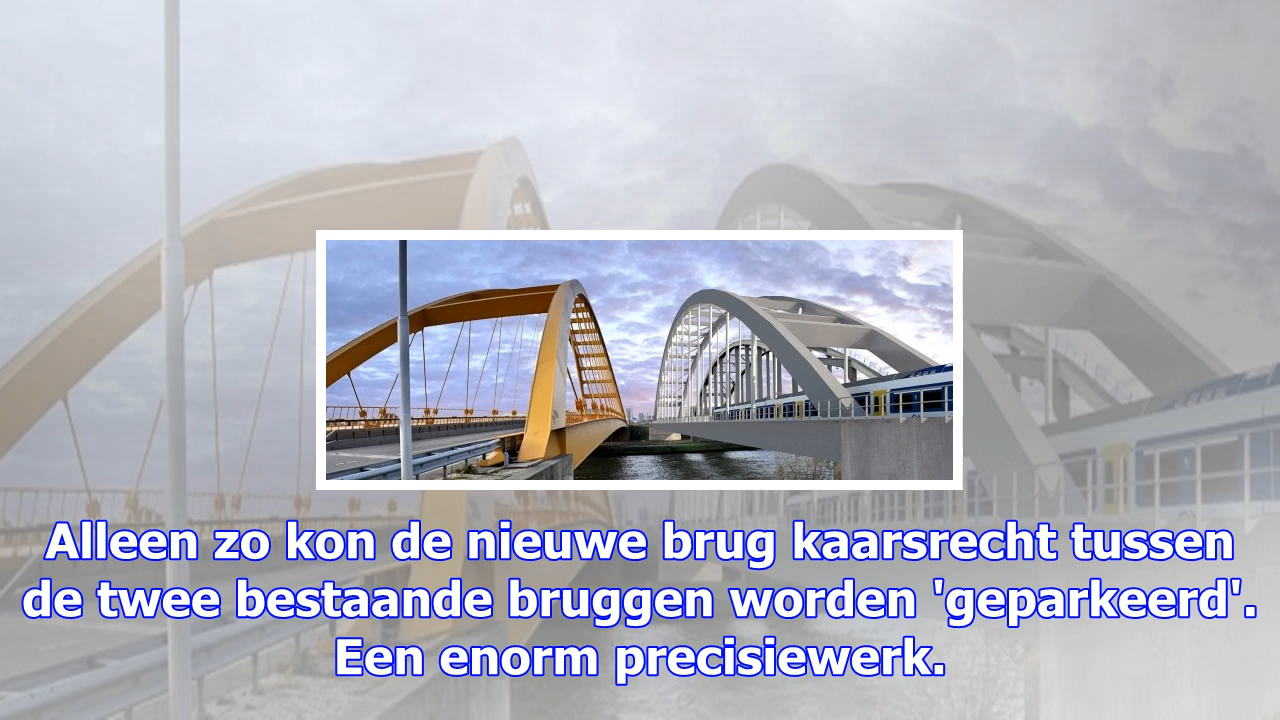 Alleen zo kon de nieuwe brug kaarsrecht tussen
de twee bestaande bruggen worden 'geparkeerd'.
Een enorm precisiewerk.